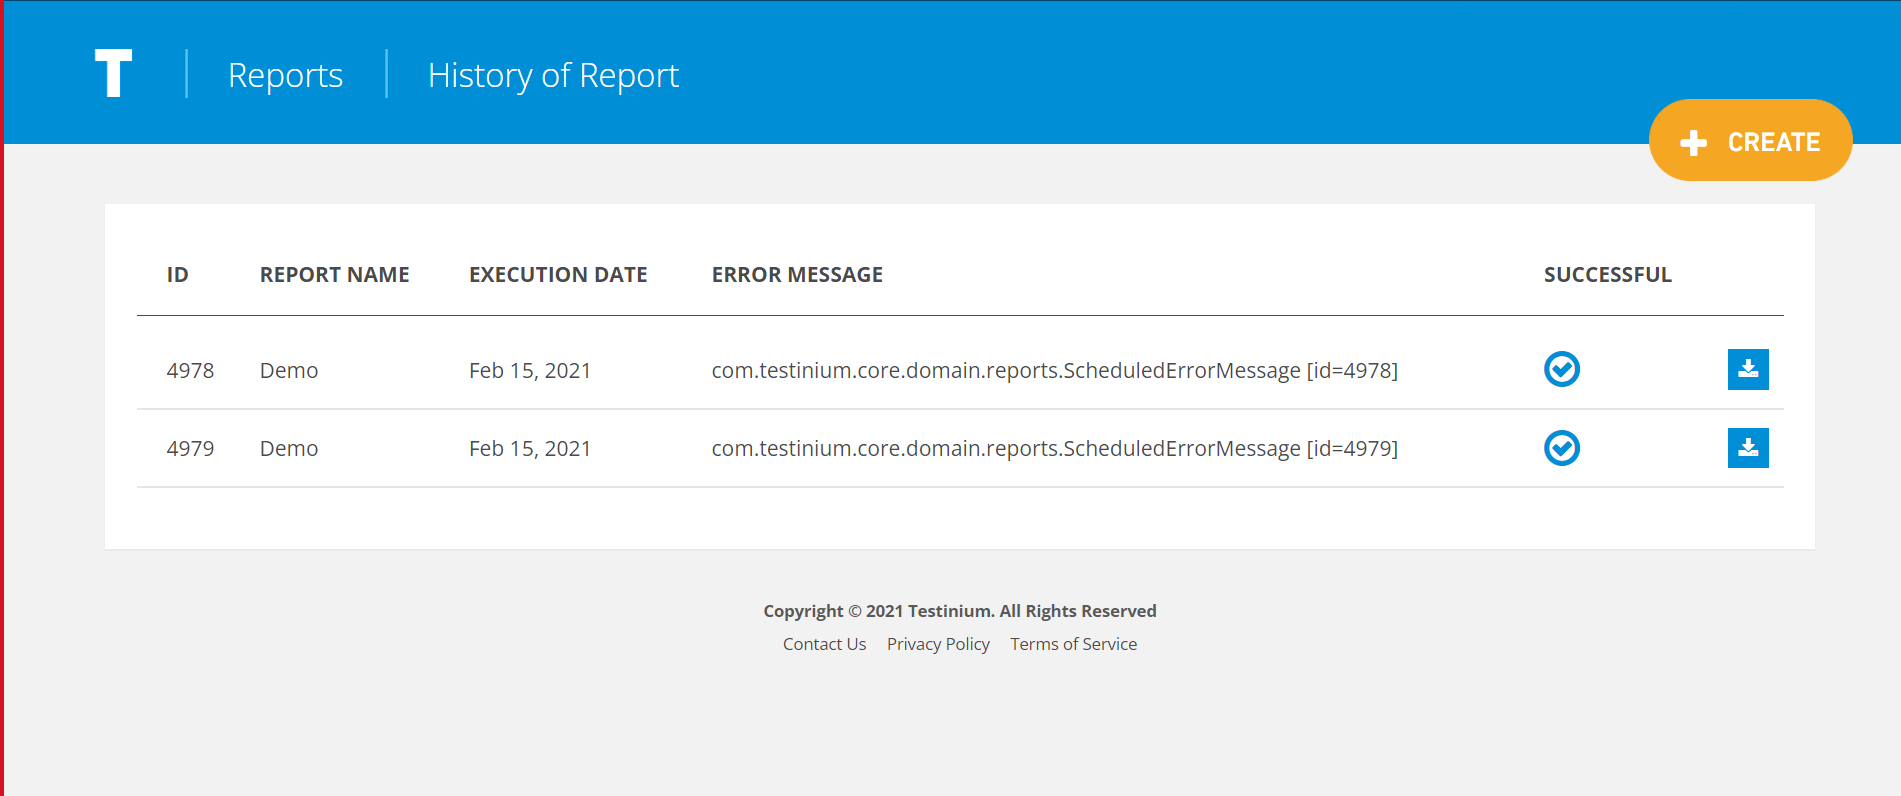 T Reports History of Report
CREATE
ID REPORT NAME EXECUTION DATE ERROR MESSAGE SUCCESSFUL
4978 Demo Feb 15, 2021 com.testinium.core.domain.reports.ScheduledErrorMessage [id=4978]
4979 Demo Feb 15, 2021 com.testinium.core.domain.reports.ScheduledErrorMessage [id=4979]
Copyright © 2021 Testinium. All Rights Reserved
Contact Us Privacy Policy Terms of Service